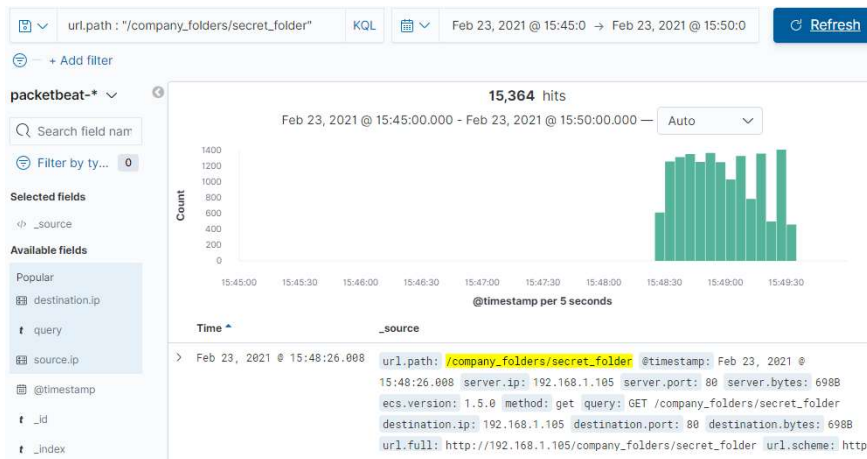 url.path : "/company_folders/secret_folder" KQL Feb 23, 2021 @ 15:45:0 → Feb 23, 2021 @ 15:50:0 Refresh
+ Add filter
packetbeat-*
Search field nam
Filter by ty... 0
Selected fields
</> _source
Available fields
Popular
destination.ip
t query
source.ip
@timestamp
t _id
t _index
15,364 hits
Feb 23, 2021 @ 15:45:00.000 - Feb 23, 2021 @ 15:50:00.000 — Auto
Count
1400
1200
1000
800
600
400
200
0
15:45:00 15:45:30 15:46:00 15:46:30 15:47:00 15:47:30 15:48:00 15:48:30 15:49:00 15:49:30
@timestamp per 5 seconds
Time _source
> Feb 23, 2021 @ 15:48:26.008 url.path: /company_folders/secret_folder @timestamp: Feb 23, 2021 @
15:48:26.008 server.ip: 192.168.1.105 server.port: 80 server.bytes: 698B
ecs.version: 1.5.0 method: get query: GET /company_folders/secret_folder
destination.ip: 192.168.1.105 destination.port: 80 destination.bytes: 698B
url.full: http://192.168.1.105/company_folders/secret_folder url.scheme: http